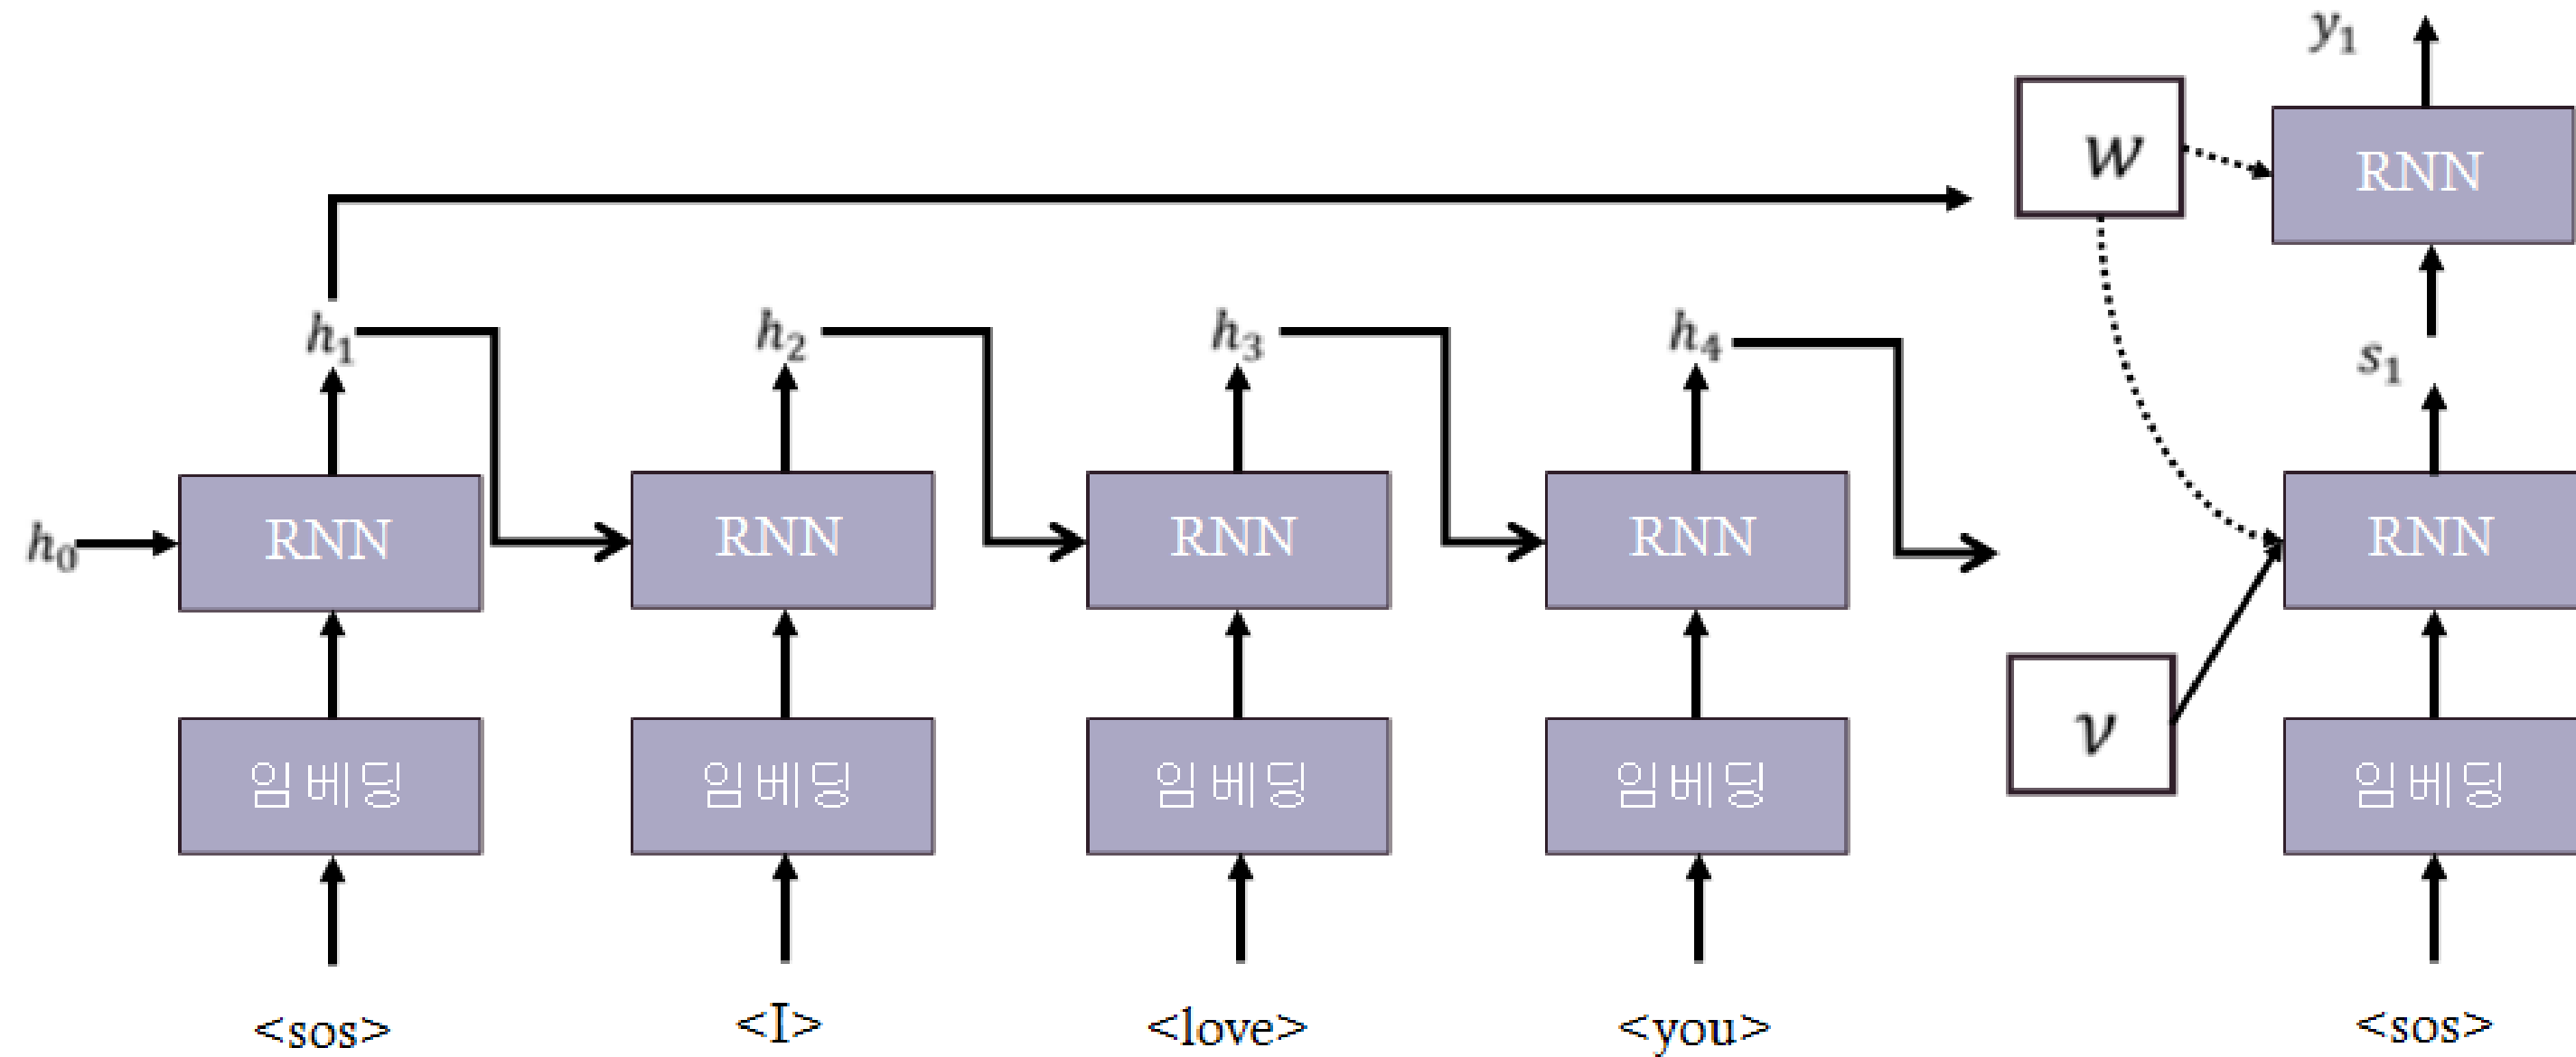 y₁
w
RNN
h₁ h₂ h₃ h₄ s₁
h₀ RNN RNN RNN RNN RNN
v
임베딩 임베딩 임베딩 임베딩 임베딩
<sos> <I> <love> <you> <sos>